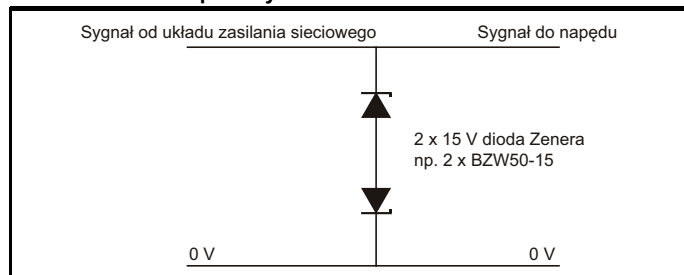 Sygnał od układu zasilania sieciowego
Sygnał do napędu
2 x 15 V dioda Zenera
np. 2 x BZW50-15
0 V
0 V